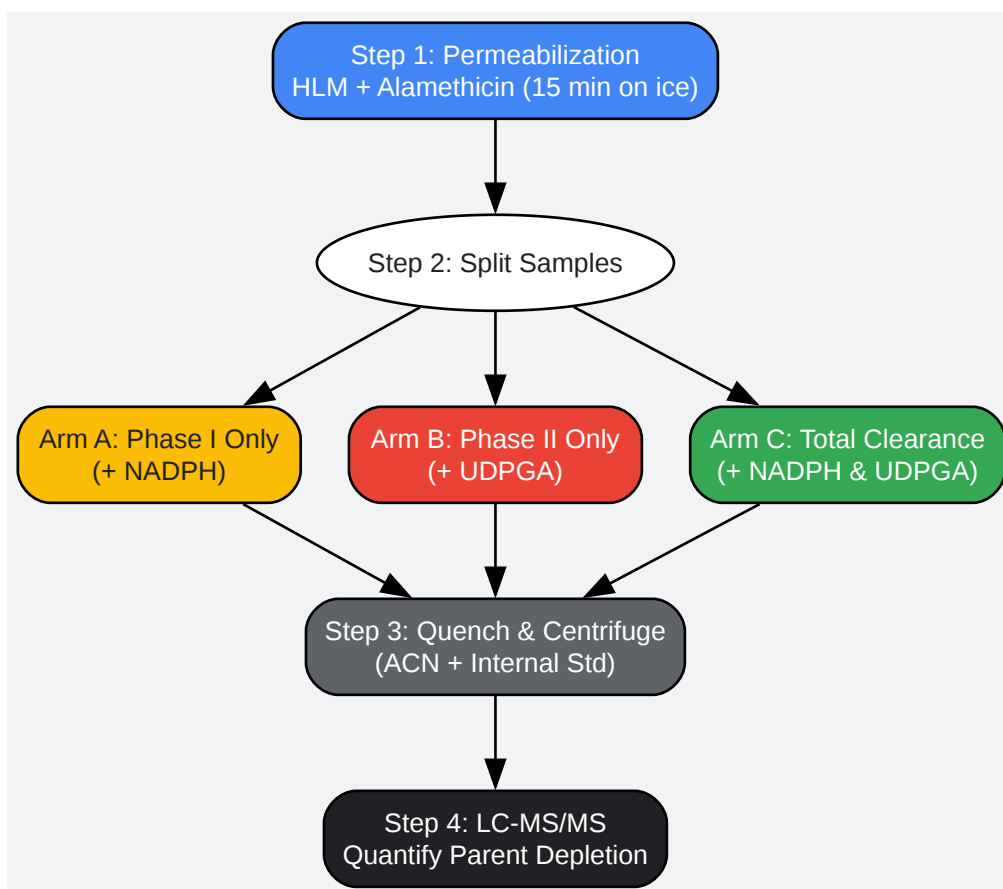 Step 1: Permeabilization
HLM + Alamethicin (15 min on ice)
Step 2: Split Samples
Arm A: Phase I Only
(+ NADPH)
Arm B: Phase II Only
(+ UDPGA)
Arm C: Total Clearance
(+ NADPH & UDPGA)
Step 3: Quench & Centrifuge
(ACN + Internal Std)
Step 4: LC-MS/MS
Quantify Parent Depletion